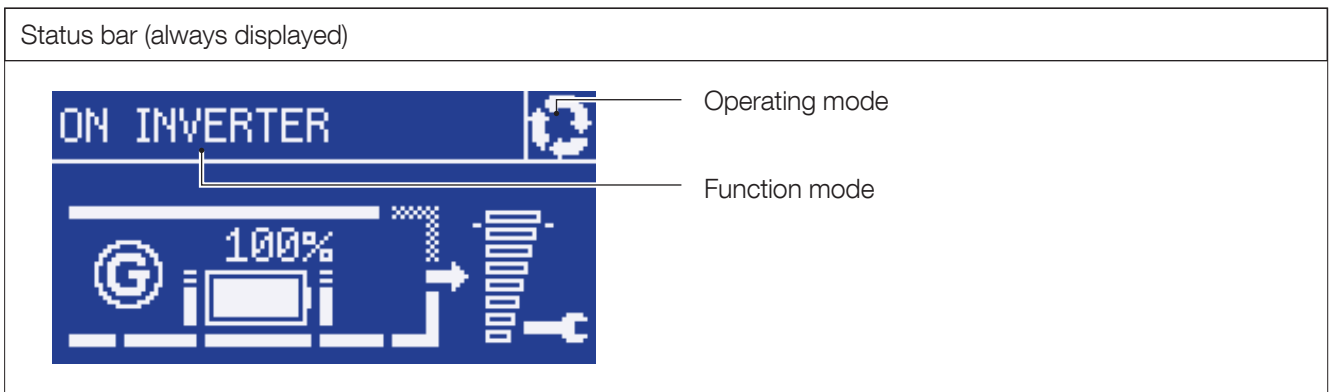 Status bar (always displayed)
ON INVERTER
Operating mode
Function mode
100%
G